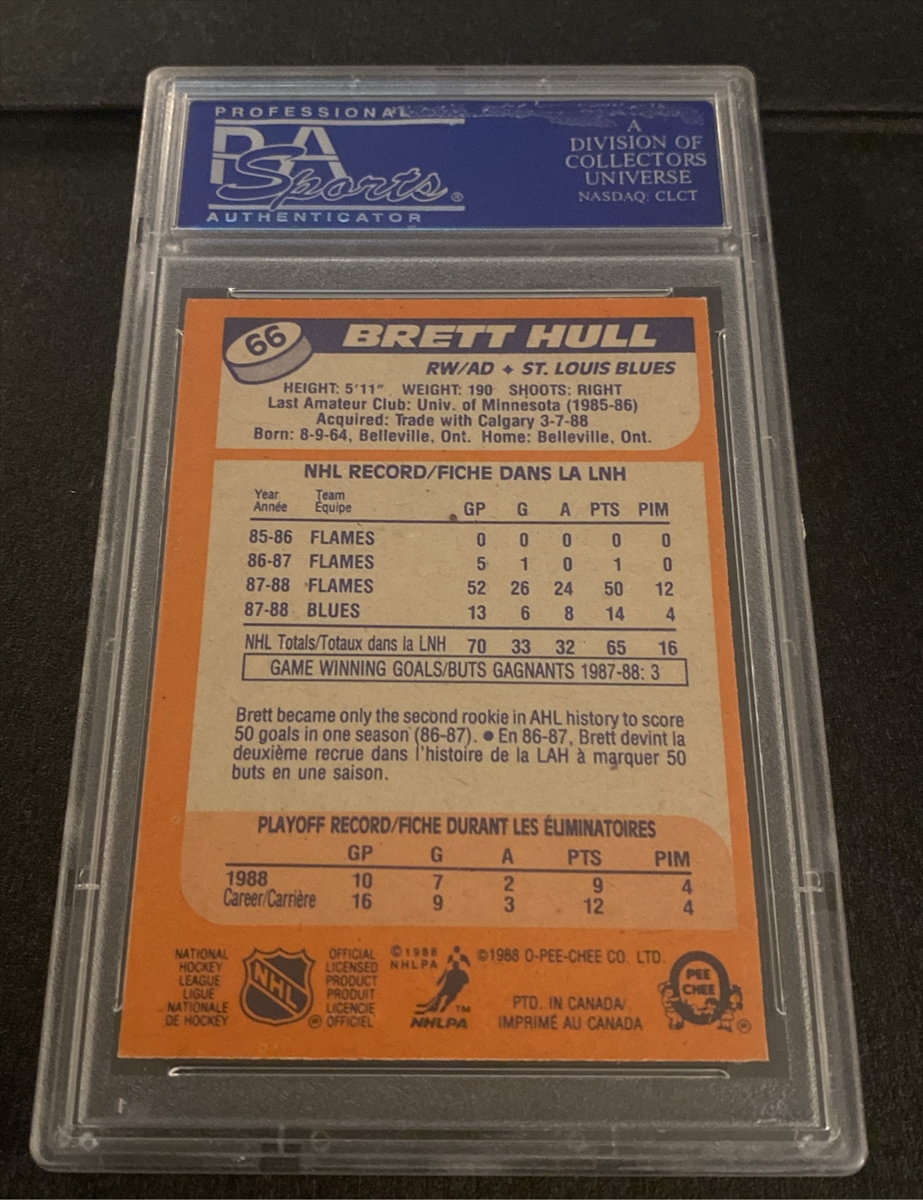 PROFESSIONAL
PSA
Sports®
AUTHENTICATOR
A
DIVISION OF
COLLECTORS
UNIVERSE
NASDAQ: CLCT
66
BRETT HULL
RW/AD ♦ ST. LOUIS BLUES
HEIGHT: 5'11" WEIGHT: 190 SHOOTS: RIGHT
Last Amateur Club: Univ. of Minnesota (1985-86)
Acquired: Trade with Calgary 3-7-88
Born: 8-9-64, Belleville, Ont. Home: Belleville, Ont.
NHL RECORD/FICHE DANS LA LNH
Year Team
Année Équipe GP G A PTS PIM
85-86 FLAMES 0 0 0 0 0
86-87 FLAMES 5 1 0 1 0
87-88 FLAMES 52 26 24 50 12
87-88 BLUES 13 6 8 14 4
NHL Totals/Totaux dans la LNH 70 33 32 65 16
GAME WINNING GOALS/BUTS GAGNANTS 1987-88: 3
Brett became only the second rookie in AHL history to score
50 goals in one season (86-87). ● En 86-87, Brett devint la
deuxième recrue dans l'histoire de la LAH à marquer 50
buts en une saison.
PLAYOFF RECORD/FICHE DURANT LES ÉLIMINATOIRES
GP G A PTS PIM
1988 10 7 2 9 4
Career/Carrière 16 9 3 12 4
NATIONAL
HOCKEY
LEAGUE
LIGUE
NATIONALE
DE HOCKEY
NHL
®
OFFICIAL
LICENSED
PRODUCT
PRODUIT
LICENCIE
OFFICIEL
©1988
NHLPA
™
NHLPA
©1988 O-PEE-CHEE CO. LTD.
PTD. IN CANADA/
IMPRIMÉ AU CANADA
PEE
CHEE
®